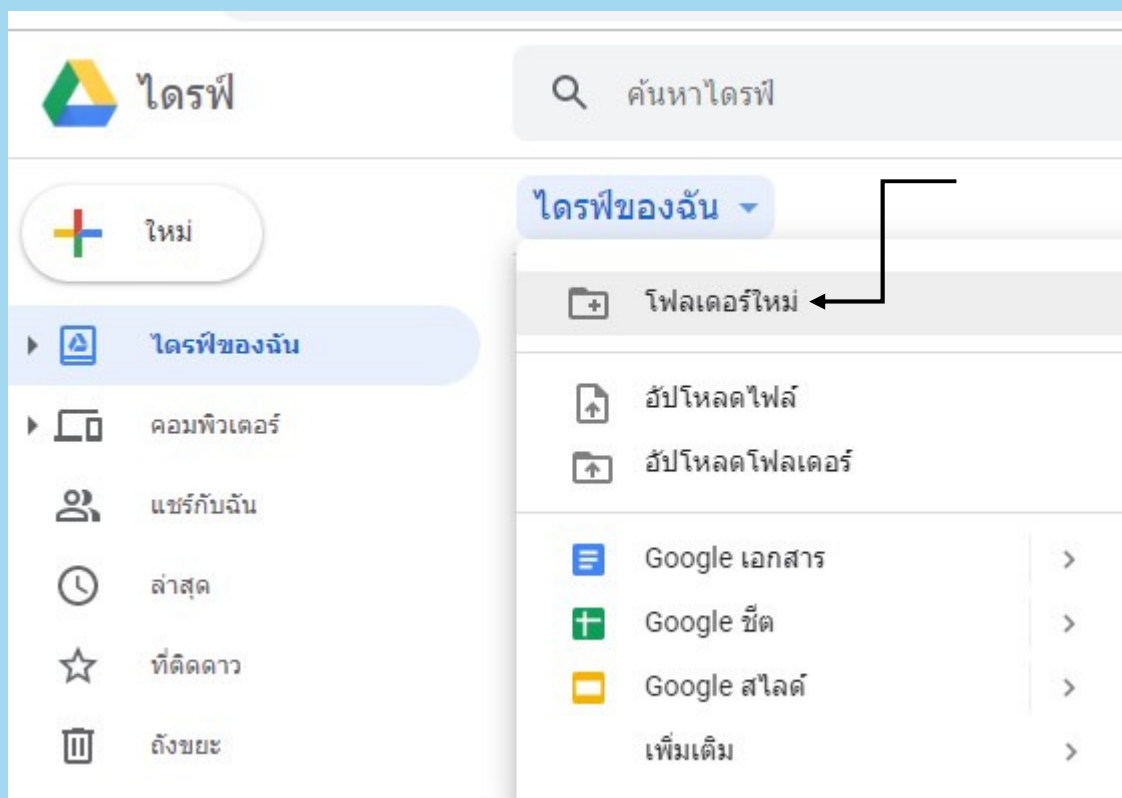 ไดรฟ์
ค้นหาไดรฟ์
ใหม่
ไดรฟ์ของฉัน
คอมพิวเตอร์
แชร์กับฉัน
ล่าสุด
ที่ติดดาว
ถังขยะ
ไดรฟ์ของฉัน
โฟลเดอร์ใหม่
อัปโหลดไฟล์
อัปโหลดโฟลเดอร์
Google เอกสาร
Google ชีต
Google สไลด์
เพิ่มเติม